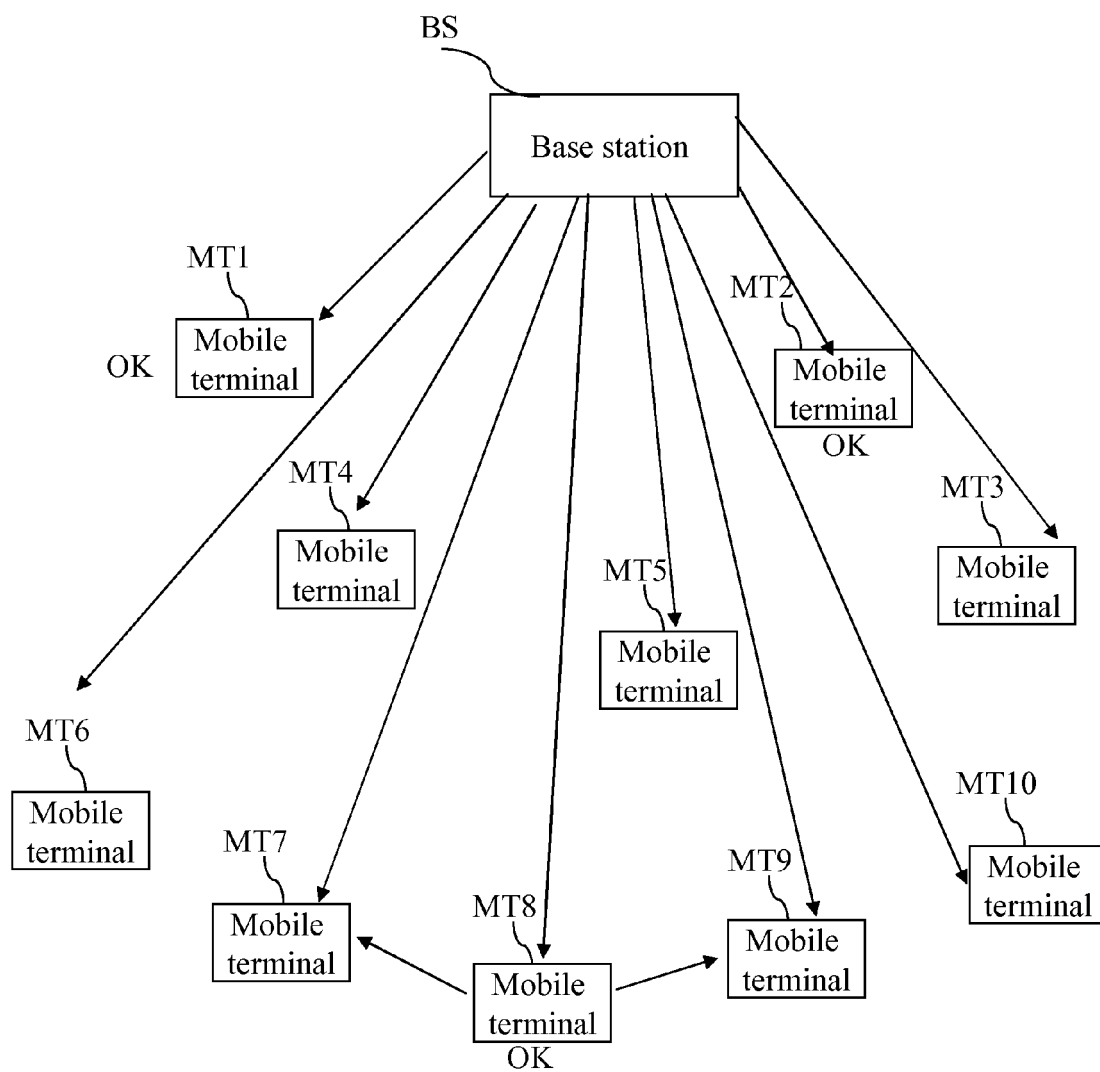 BS
Base station
MT1
Mobile
terminal
OK
MT2
Mobile
terminal
OK
MT4
Mobile
terminal
MT3
Mobile
terminal
MT5
Mobile
terminal
MT6
Mobile
terminal
MT10
Mobile
terminal
MT7
Mobile
terminal
MT8
Mobile
terminal
OK
MT9
Mobile
terminal